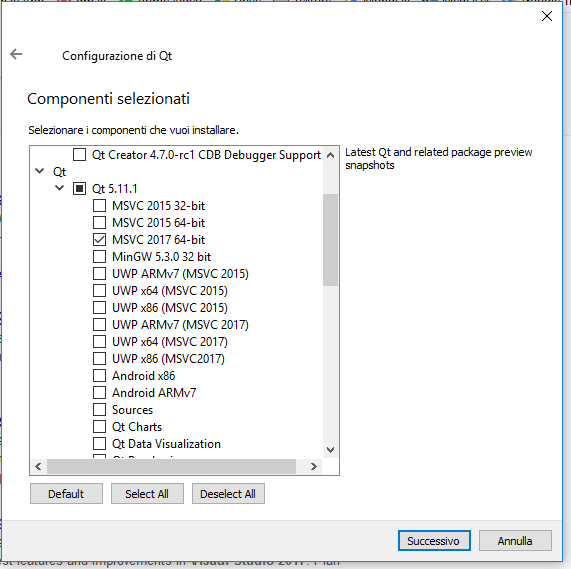 Configurazione di Qt
Componenti selezionati
Selezionare i componenti che vuoi installare.
Qt Creator 4.7.0-rc1 CDB Debugger Support
Latest Qt and related package preview
snapshots
Qt
Qt 5.11.1
MSVC 2015 32-bit
MSVC 2015 64-bit
MSVC 2017 64-bit
MinGW 5.3.0 32 bit
UWP ARMv7 (MSVC 2015)
UWP x64 (MSVC 2015)
UWP x86 (MSVC 2015)
UWP ARMv7 (MSVC 2017)
UWP x64 (MSVC 2017)
UWP x86 (MSVC2017)
Android x86
Android ARMv7
Sources
Qt Charts
Qt Data Visualization
Default
Select All
Deselect All
Successivo
Annulla
features and improvements in Visual Studio 2017. Plan